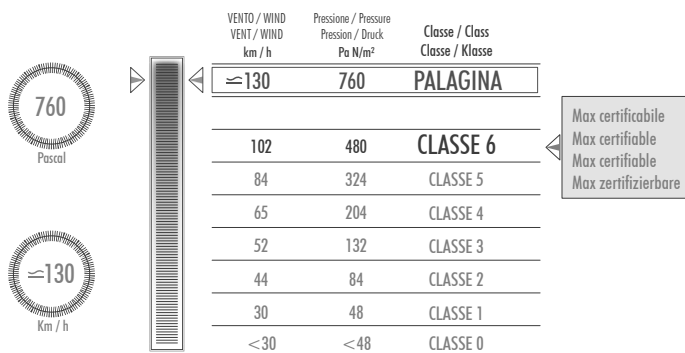 VENTO / WIND Pressione / Pressure
VENT / WIND Pression / Druck Classe / Class
km / h Pa N/m² Classe / Klasse
≃130 760 PALAGINA
760
Pascal
Max certificabile
Max certifiable
Max certifiable
Max zertifizierbare
102 480 CLASSE 6
84 324 CLASSE 5
65 204 CLASSE 4
52 132 CLASSE 3
44 84 CLASSE 2
30 48 CLASSE 1
<30 <48 CLASSE 0
≃130
Km / h